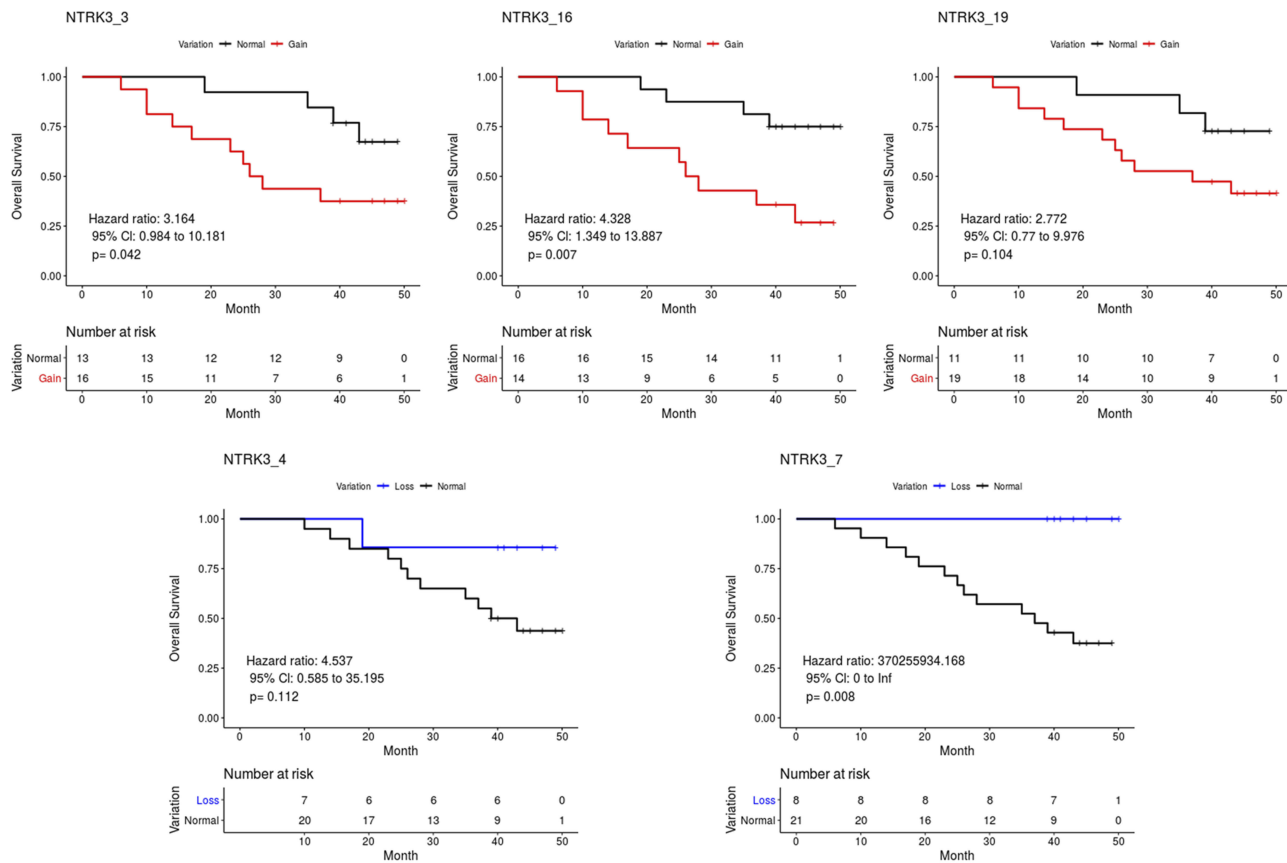 NTRK3_3
Variation Normal Gain
Overall Survival
1.00
0.75
0.50
0.25
0.00
Hazard ratio: 3.164
95% CI: 0.984 to 10.181
p= 0.042
0 10 20 30 40 50
Month
Number at risk
Variation
Normal 13 13 12 12 9 0
Gain 16 15 11 7 6 1
0 10 20 30 40 50
Month
NTRK3_16
Variation Normal Gain
Overall Survival
1.00
0.75
0.50
0.25
0.00
Hazard ratio: 4.328
95% CI: 1.349 to 13.887
p= 0.007
0 10 20 30 40 50
Month
Number at risk
Variation
Normal 16 16 15 14 11 1
Gain 14 13 9 6 5 0
0 10 20 30 40 50
Month
NTRK3_19
Variation Normal Gain
Overall Survival
1.00
0.75
0.50
0.25
0.00
Hazard ratio: 2.772
95% CI: 0.77 to 9.976
p= 0.104
0 10 20 30 40 50
Month
Number at risk
Variation
Normal 11 11 10 10 7 0
Gain 19 18 14 10 9 1
0 10 20 30 40 50
Month
NTRK3_4
Variation Loss Normal
Overall Survival
1.00
0.75
0.50
0.25
0.00
Hazard ratio: 4.537
95% CI: 0.585 to 35.195
p= 0.112
0 10 20 30 40 50
Month
Number at risk
Variation
Loss 7 6 6 6 0
Normal 20 17 13 9 1
10 20 30 40 50
Month
NTRK3_7
Variation Loss Normal
Overall Survival
1.00
0.75
0.50
0.25
0.00
Hazard ratio: 370255934.168
95% CI: 0 to Inf
p= 0.008
0 10 20 30 40 50
Month
Number at risk
Variation
Loss 8 8 8 8 7 1
Normal 21 20 16 12 9 0
0 10 20 30 40 50
Month